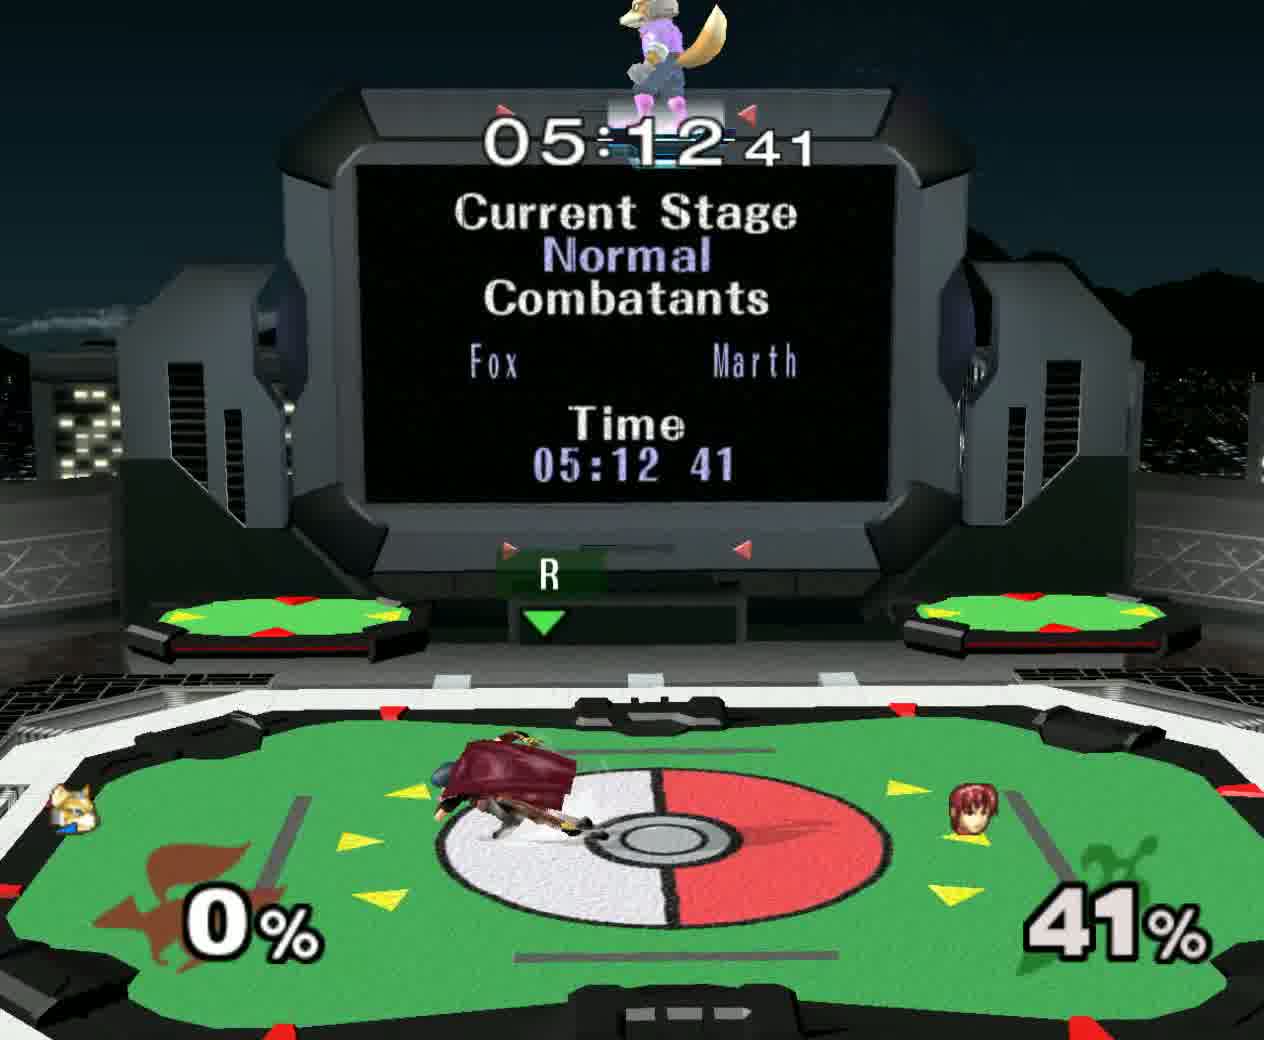 05:12 41
Current Stage
Normal
Combatants
Fox Marth
Time
05:12 41
R
0% 41%